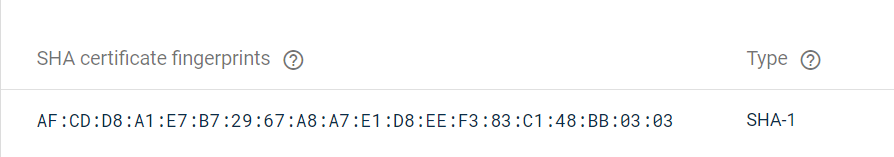 SHA certificate fingerprints ? Type ?
AF:CD:D8:A1:E7:B7:29:67:A8:A7:E1:D8:EE:F3:83:C1:48:BB:03:03 SHA-1